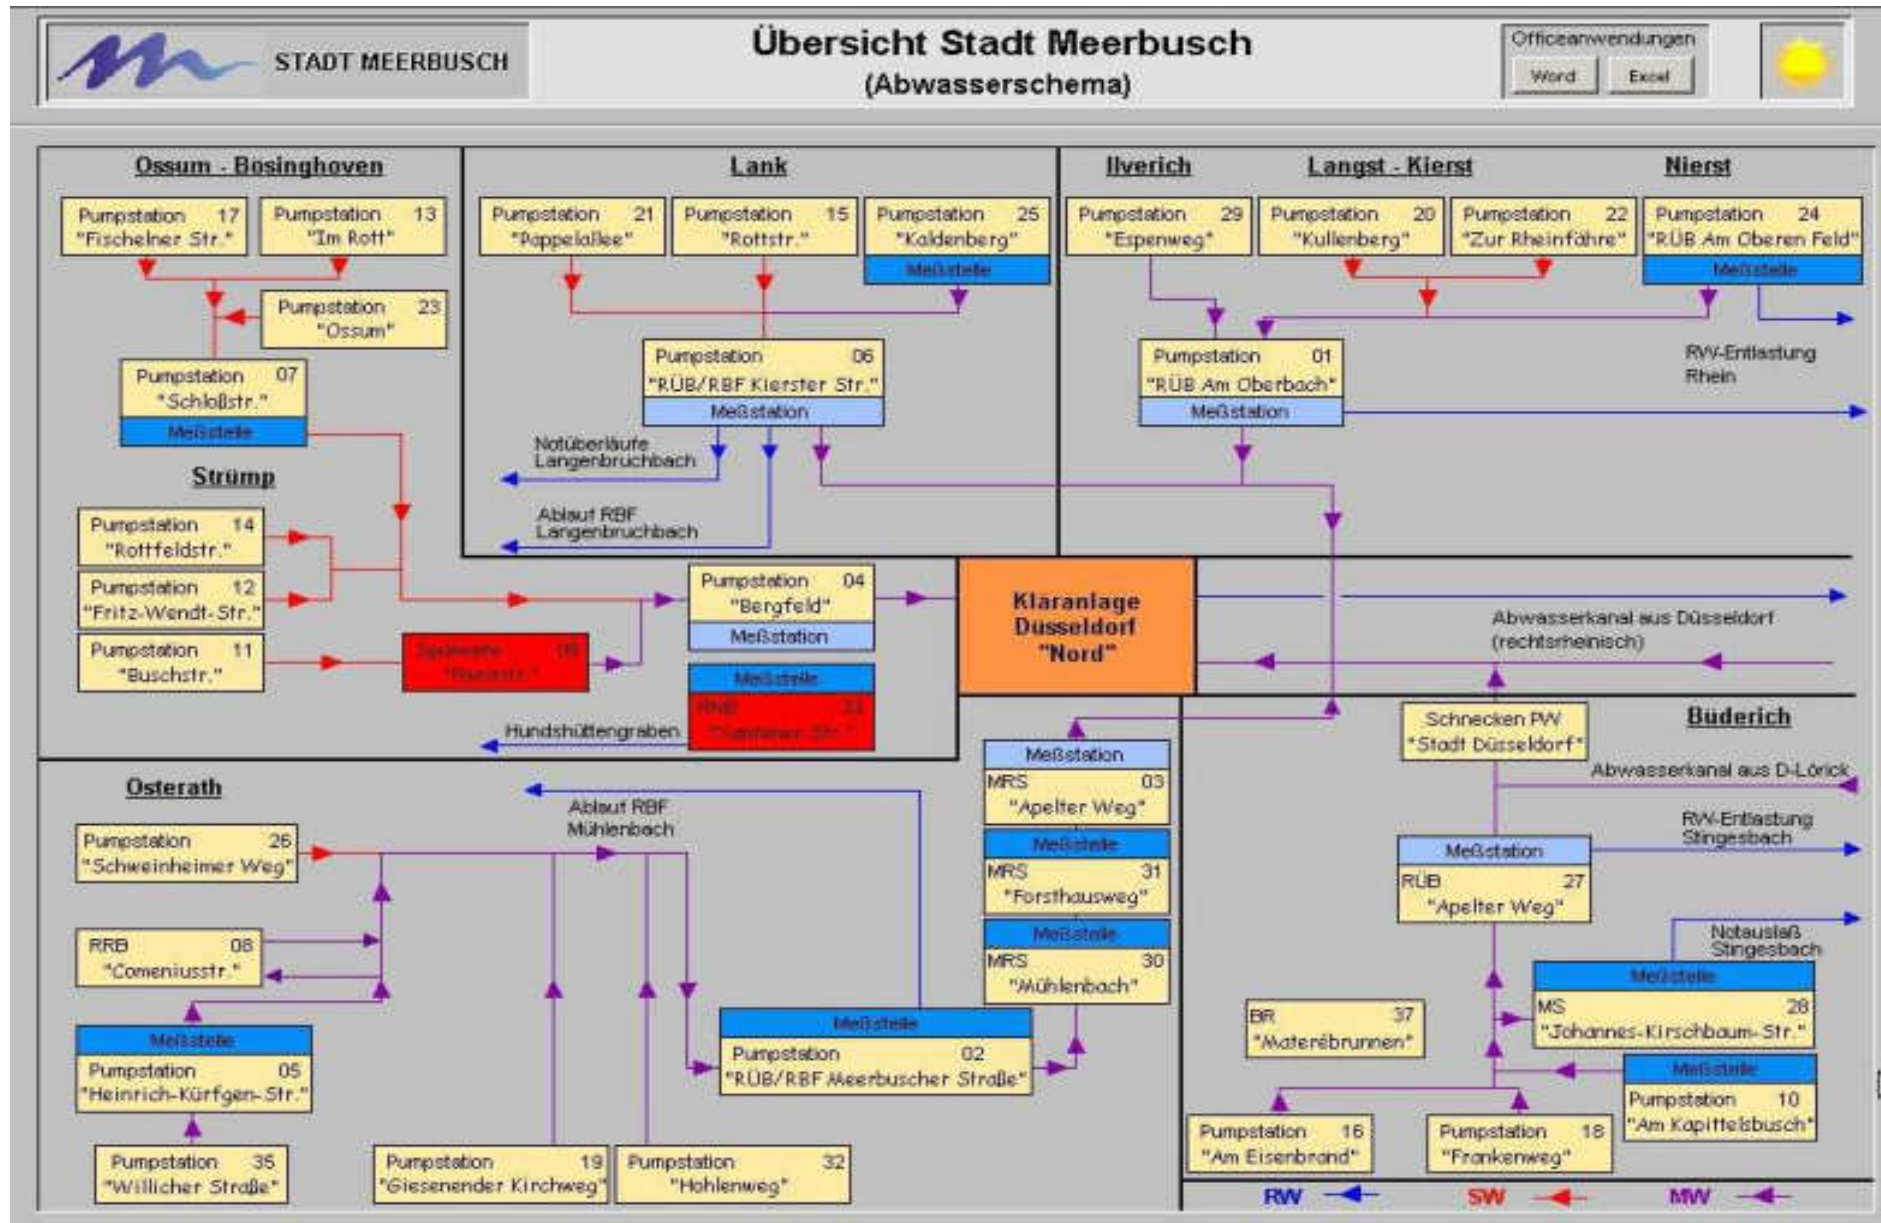 STADT MEERBUSCH
Übersicht Stadt Meerbusch
(Abwasserschema)
Officeanwendungen
Word
Excel
Ossum - Bösinghoven
Pumpstation 17
"Fischelner Str."
Pumpstation 13
"Im Rott"
Pumpstation 23
"Ossum"
Pumpstation 07
"Schloßstr."
Meßstelle
Strümp
Pumpstation 14
"Rottfeldstr."
Pumpstation 12
"Fritz-Wendt-Str."
Pumpstation 11
"Buschstr."
Lank
Pumpstation 21
"Pappelallee"
Pumpstation 15
"Rottstr."
Pumpstation 25
"Kaldenberg"
Meßstelle
Pumpstation 06
"RÜB/RBF Kierster Str."
Meßstation
Notüberläufe
Langenbruchbach
Ablauf RBF
Langenbruchbach
Ilverich
Langst - Kierst
Nierst
Pumpstation 29
"Espenweg"
Pumpstation 20
"Kullenberg"
Pumpstation 22
"Zur Rheinfähre"
Pumpstation 24
"RÜB Am Oberen Feld"
Meßstelle
Pumpstation 01
"RÜB Am Oberbach"
Meßstation
RW-Entlastung
Rhein
Pumpstation 04
"Bergfeld"
Meßstation
Meßstelle
RNB 33
Hundshüttengraben
Kläranlage
Düsseldorf
"Nord"
Abwasserkanal aus Düsseldorf
(rechtsrheinisch)
Osterath
Pumpstation 26
"Schweinheimer Weg"
RRB 08
"Comeniusstr."
Meßstelle
Pumpstation 05
"Heinrich-Kürfgen-Str."
Pumpstation 35
"Willicher Straße"
Ablauf RBF
Mühlenbach
Pumpstation 19
"Giesenender Kirchweg"
Pumpstation 32
"Hohlenweg"
Meßstelle
Pumpstation 02
"RÜB/RBF Meerbuscher Straße"
Meßstation
MRS 03
"Apelter Weg"
Meßstelle
MRS 31
"Forsthausweg"
Meßstelle
MRS 30
"Mühlenbach"
Büderich
Schnecken PW
"Stadt Düsseldorf"
Abwasserkanal aus D-Lörick
RW-Entlastung
Stingesbach
Meßstation
RÜB 27
"Apelter Weg"
Notauslaß
Stingesbach
Meßstelle
MS 28
"Johannes-Kirschbaum-Str."
BR 37
"Materébrunnen"
Meßstelle
Pumpstation 10
"Am Kapittelsbusch"
Pumpstation 16
"Am Eisenbrand"
Pumpstation 18
"Frankenweg"
RW
SW
MW